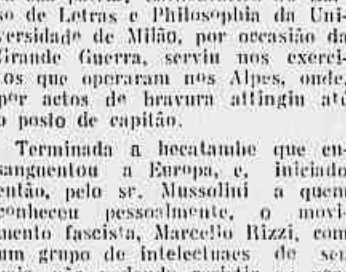 so de Letras e Philosophia da Uni-
versidade de Milão, por occasião da
Grande Guerra, serviu nos exerci-
tos que operaram nos Alpes, onde,
por actos de bravura attingiu até
o posto de capitão.
Terminada a hecatombe que en-
sanguentou a Europa, e, iniciado
então, pelo sr. Mussolini a quem
conheceu pessoalmente, o movi-
mento fascista, Marcello Rizzi, com
um grupo de intelectuaes de seu